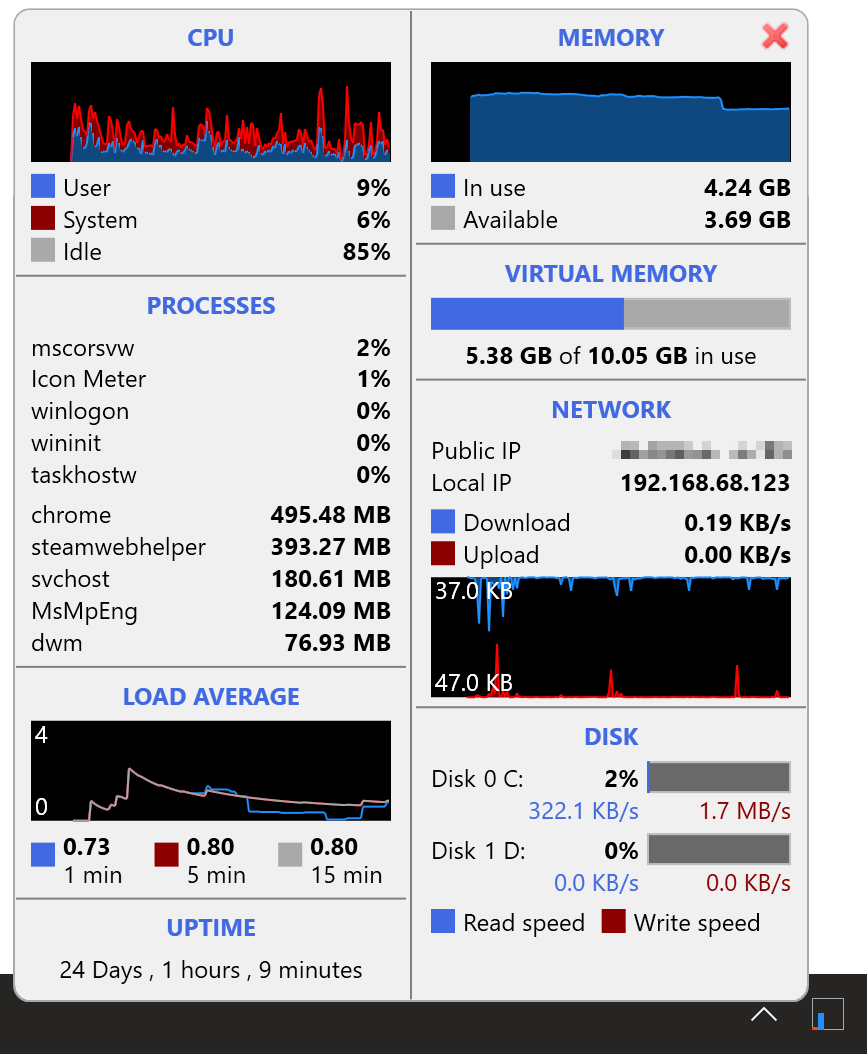 CPU
User 9%
System 6%
Idle 85%
PROCESSES
mscorsvw 2%
Icon Meter 1%
winlogon 0%
wininit 0%
taskhostw 0%
chrome 495.48 MB
steamwebhelper 393.27 MB
svchost 180.61 MB
MsMpEng 124.09 MB
dwm 76.93 MB
LOAD AVERAGE
4
0
0.73 0.80 0.80
1 min 5 min 15 min
UPTIME
24 Days , 1 hours , 9 minutes
MEMORY
In use 4.24 GB
Available 3.69 GB
VIRTUAL MEMORY
5.38 GB of 10.05 GB in use
NETWORK
Public IP
Local IP 192.168.68.123
Download 0.19 KB/s
Upload 0.00 KB/s
37.0 KB
47.0 KB
DISK
Disk 0 C: 2%
322.1 KB/s 1.7 MB/s
Disk 1 D: 0%
0.0 KB/s 0.0 KB/s
Read speed Write speed